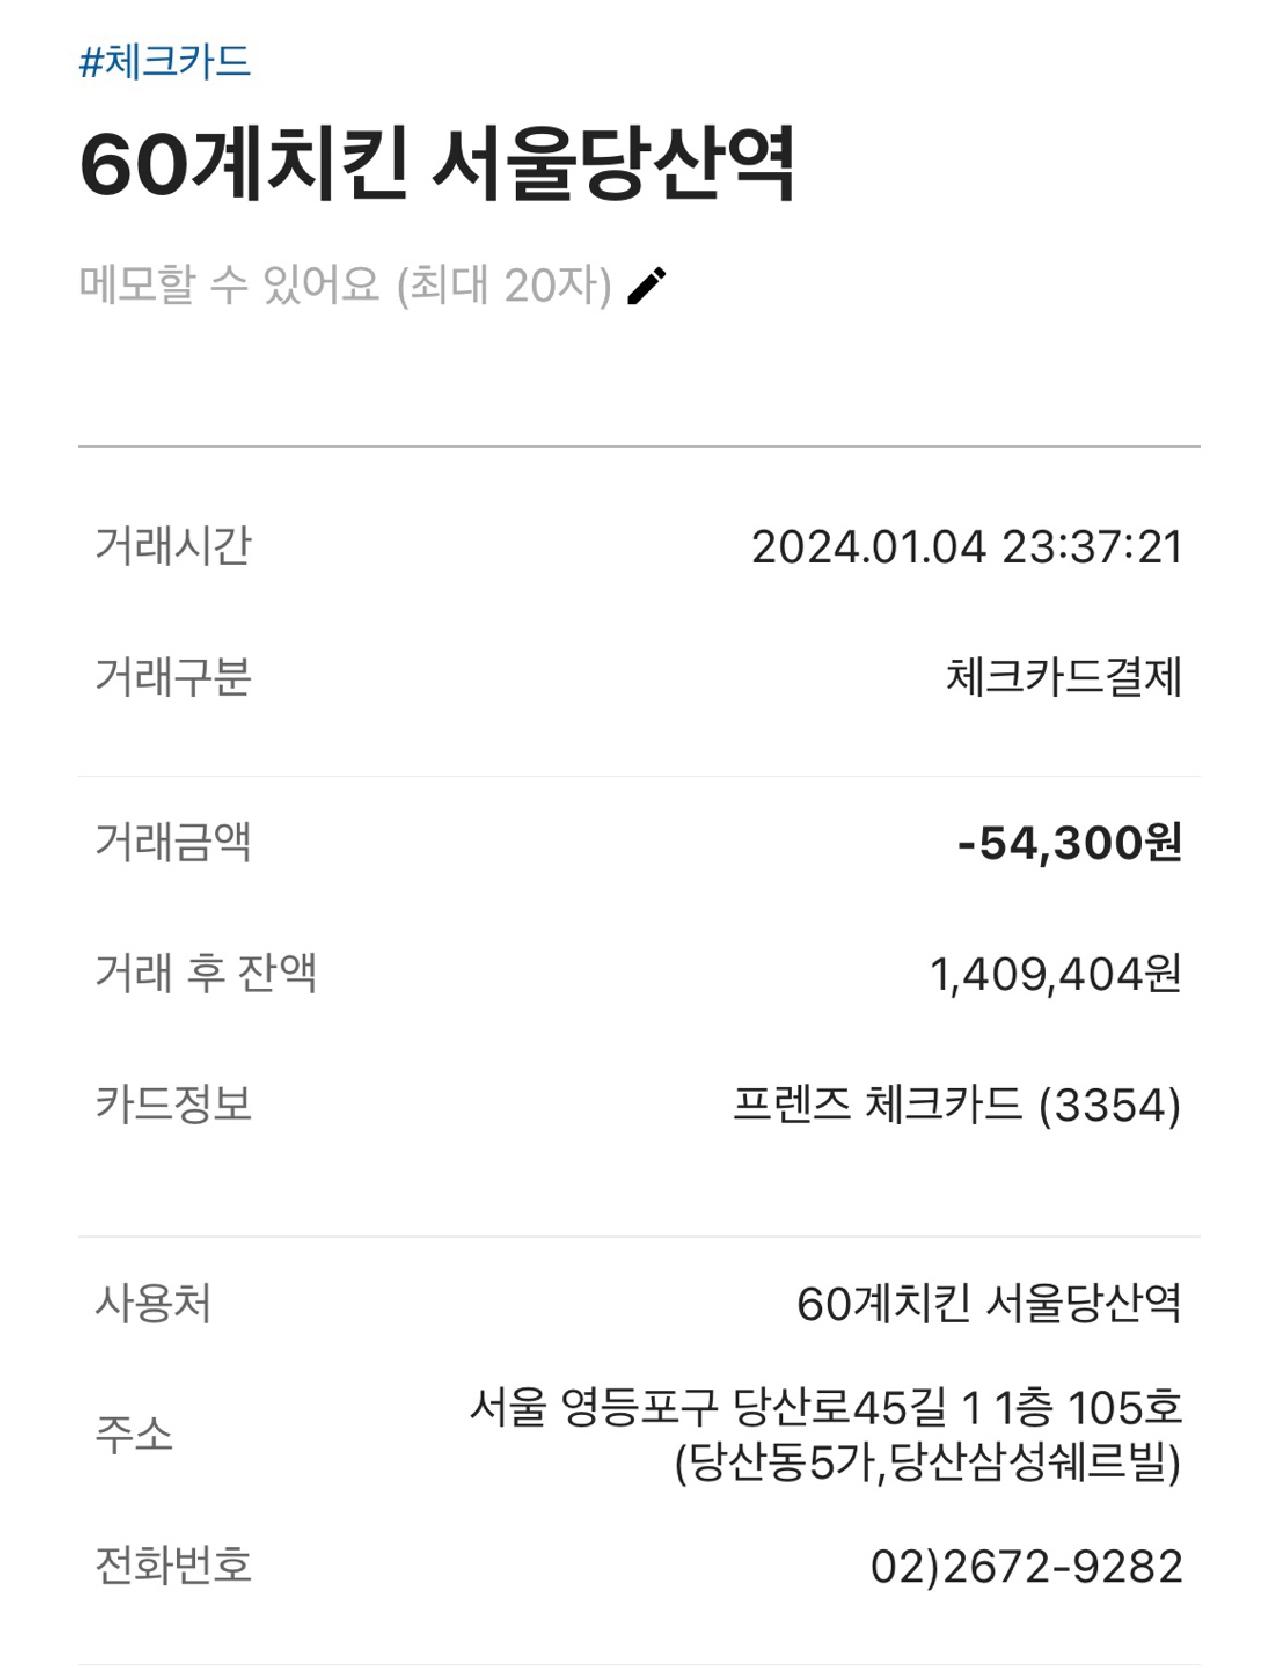 #체크카드
60계치킨 서울당산역
메모할 수 있어요 (최대 20자)
거래시간 2024.01.04 23:37:21
거래구분 체크카드결제
거래금액 -54,300원
거래 후 잔액 1,409,404원
카드정보 프렌즈 체크카드 (3354)
사용처 60계치킨 서울당산역
주소 서울 영등포구 당산로45길 1 1층 105호
(당산동5가,당산삼성쉐르빌)
전화번호 02)2672-9282